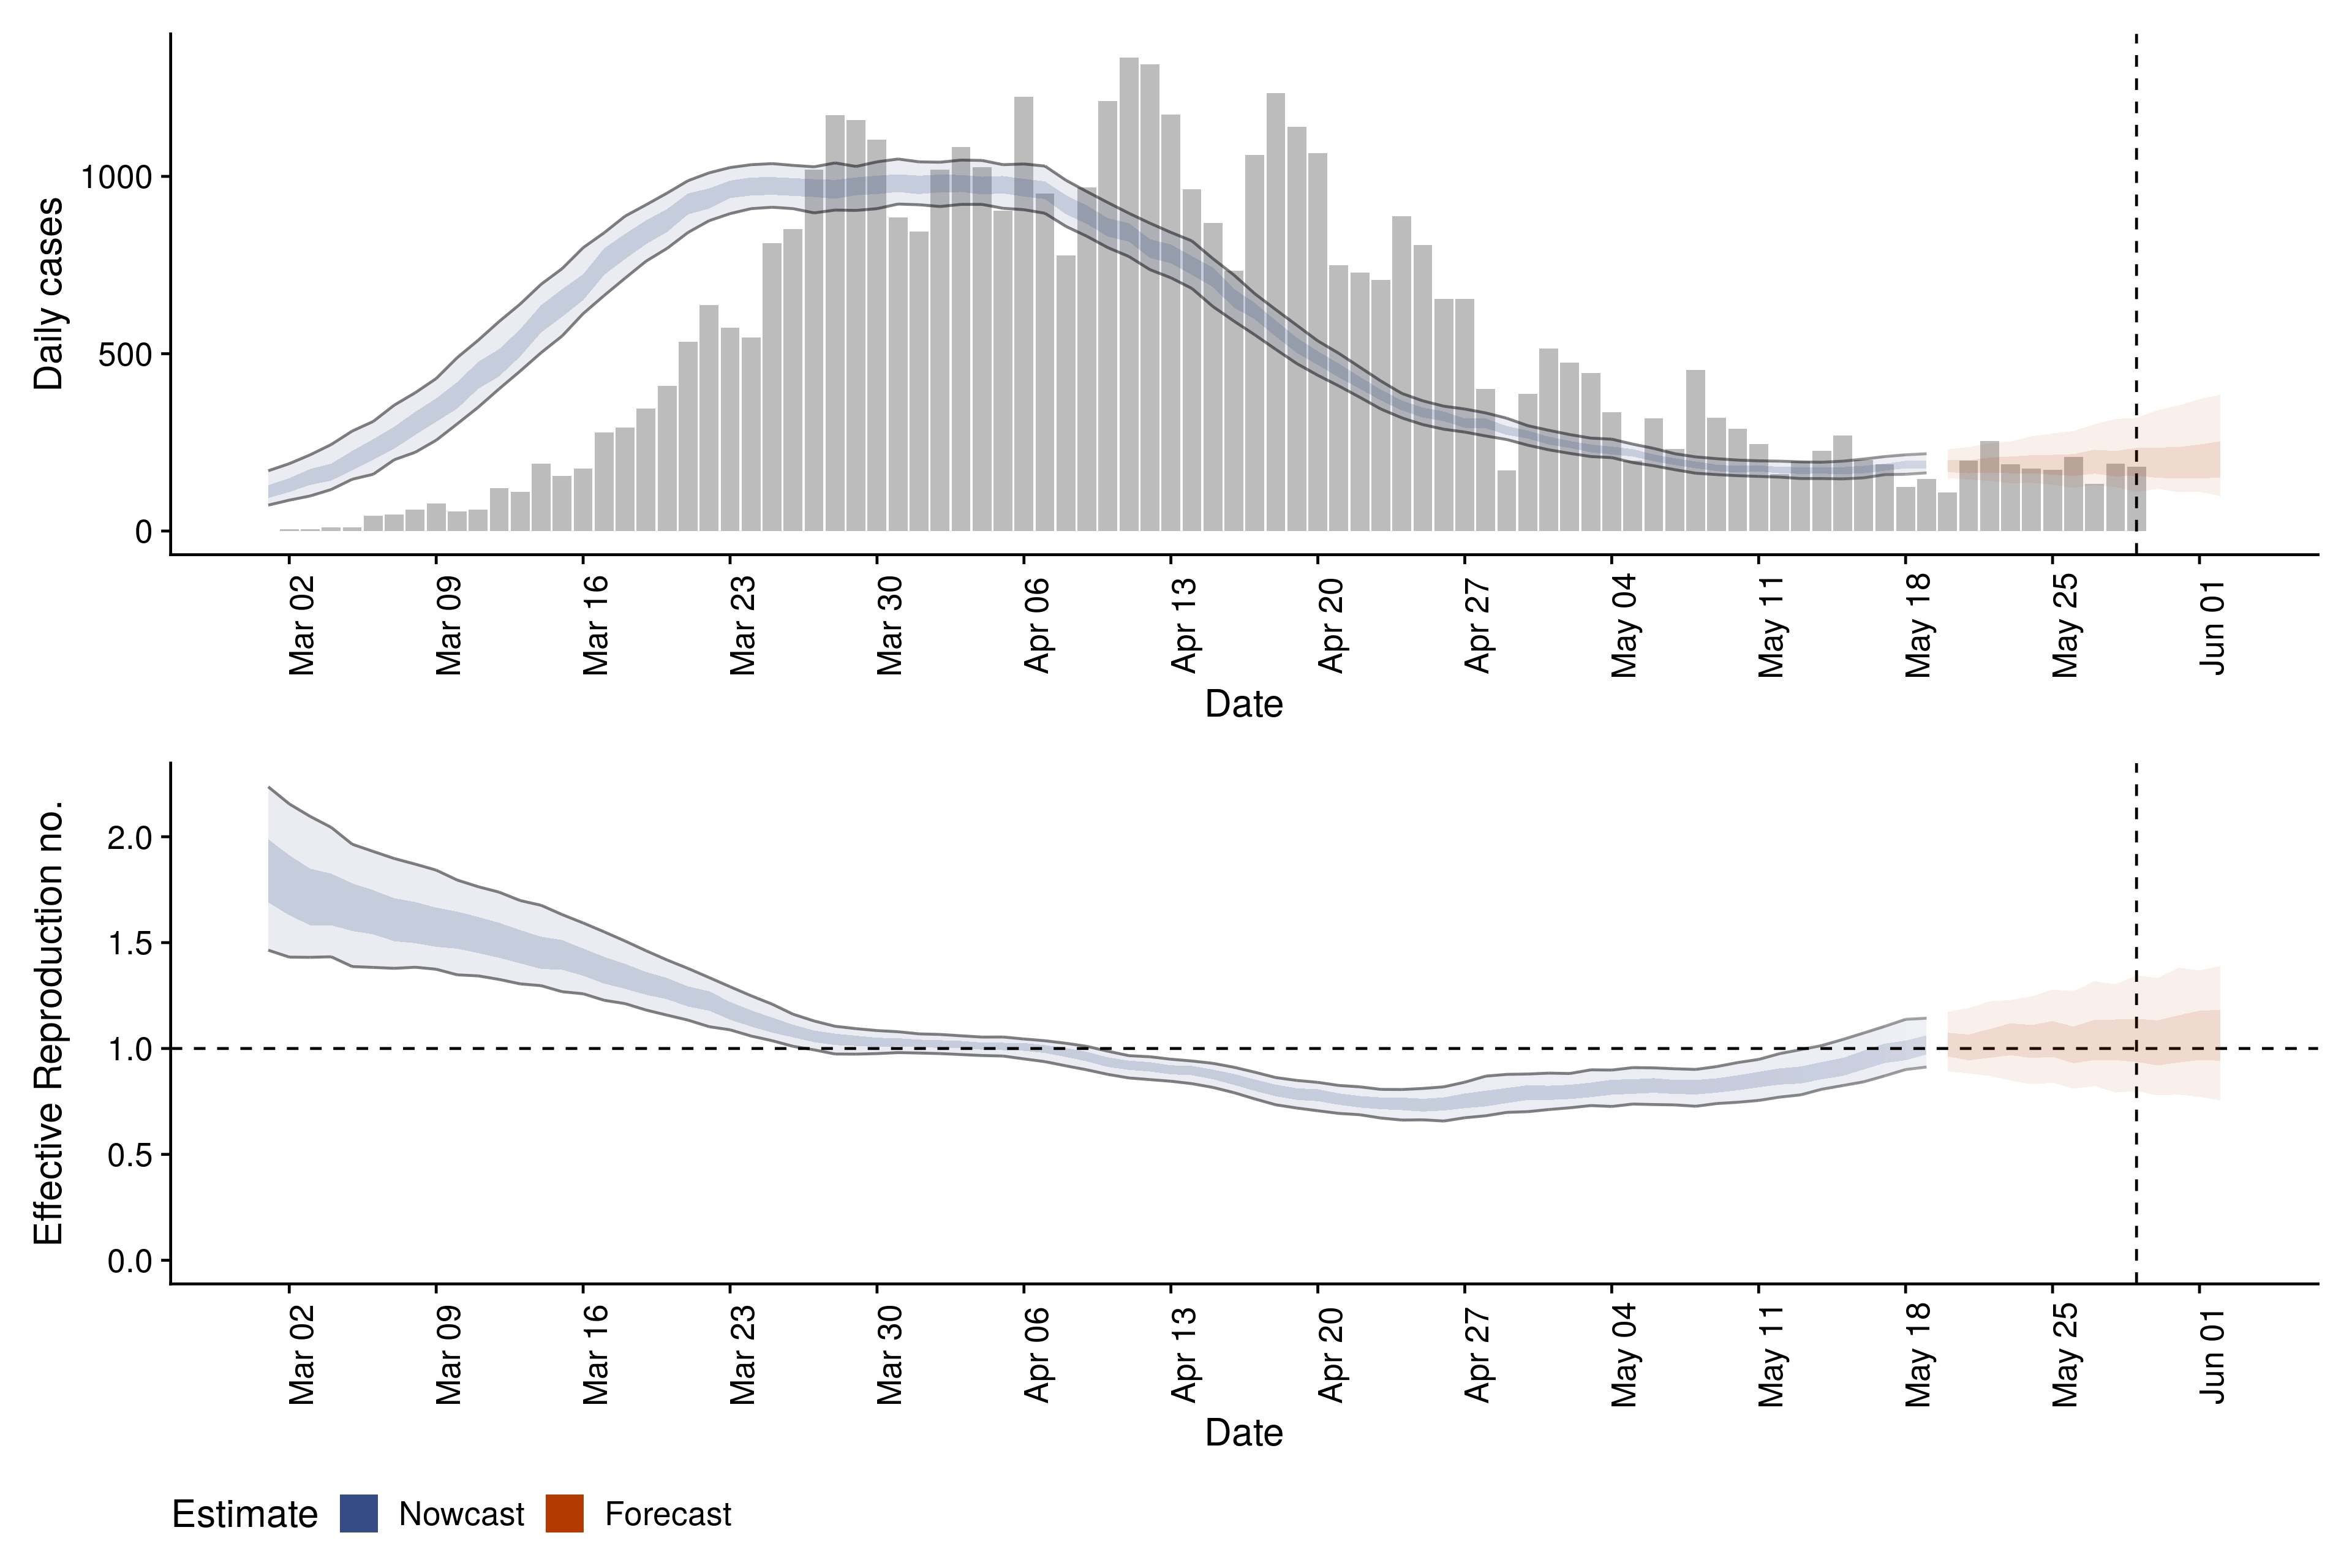 Daily cases
1000
500
0
Mar 02
Mar 09
Mar 16
Mar 23
Mar 30
Apr 06
Apr 13
Apr 20
Apr 27
May 04
May 11
May 18
May 25
Jun 01
Date
Effective Reproduction no.
2.0
1.5
1.0
0.5
0.0
Mar 02
Mar 09
Mar 16
Mar 23
Mar 30
Apr 06
Apr 13
Apr 20
Apr 27
May 04
May 11
May 18
May 25
Jun 01
Date
Estimate Nowcast Forecast